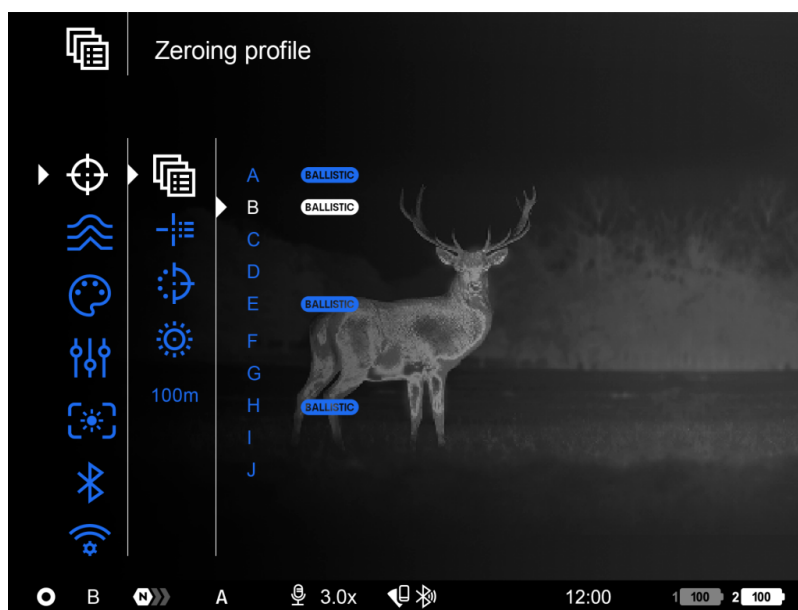 Zeroing profile
A BALLISTIC
B BALLISTIC
C
D
E BALLISTIC
F
G
100m
H BALLISTIC
I
J
B N A 3.0x 12:00 1 100 2 100